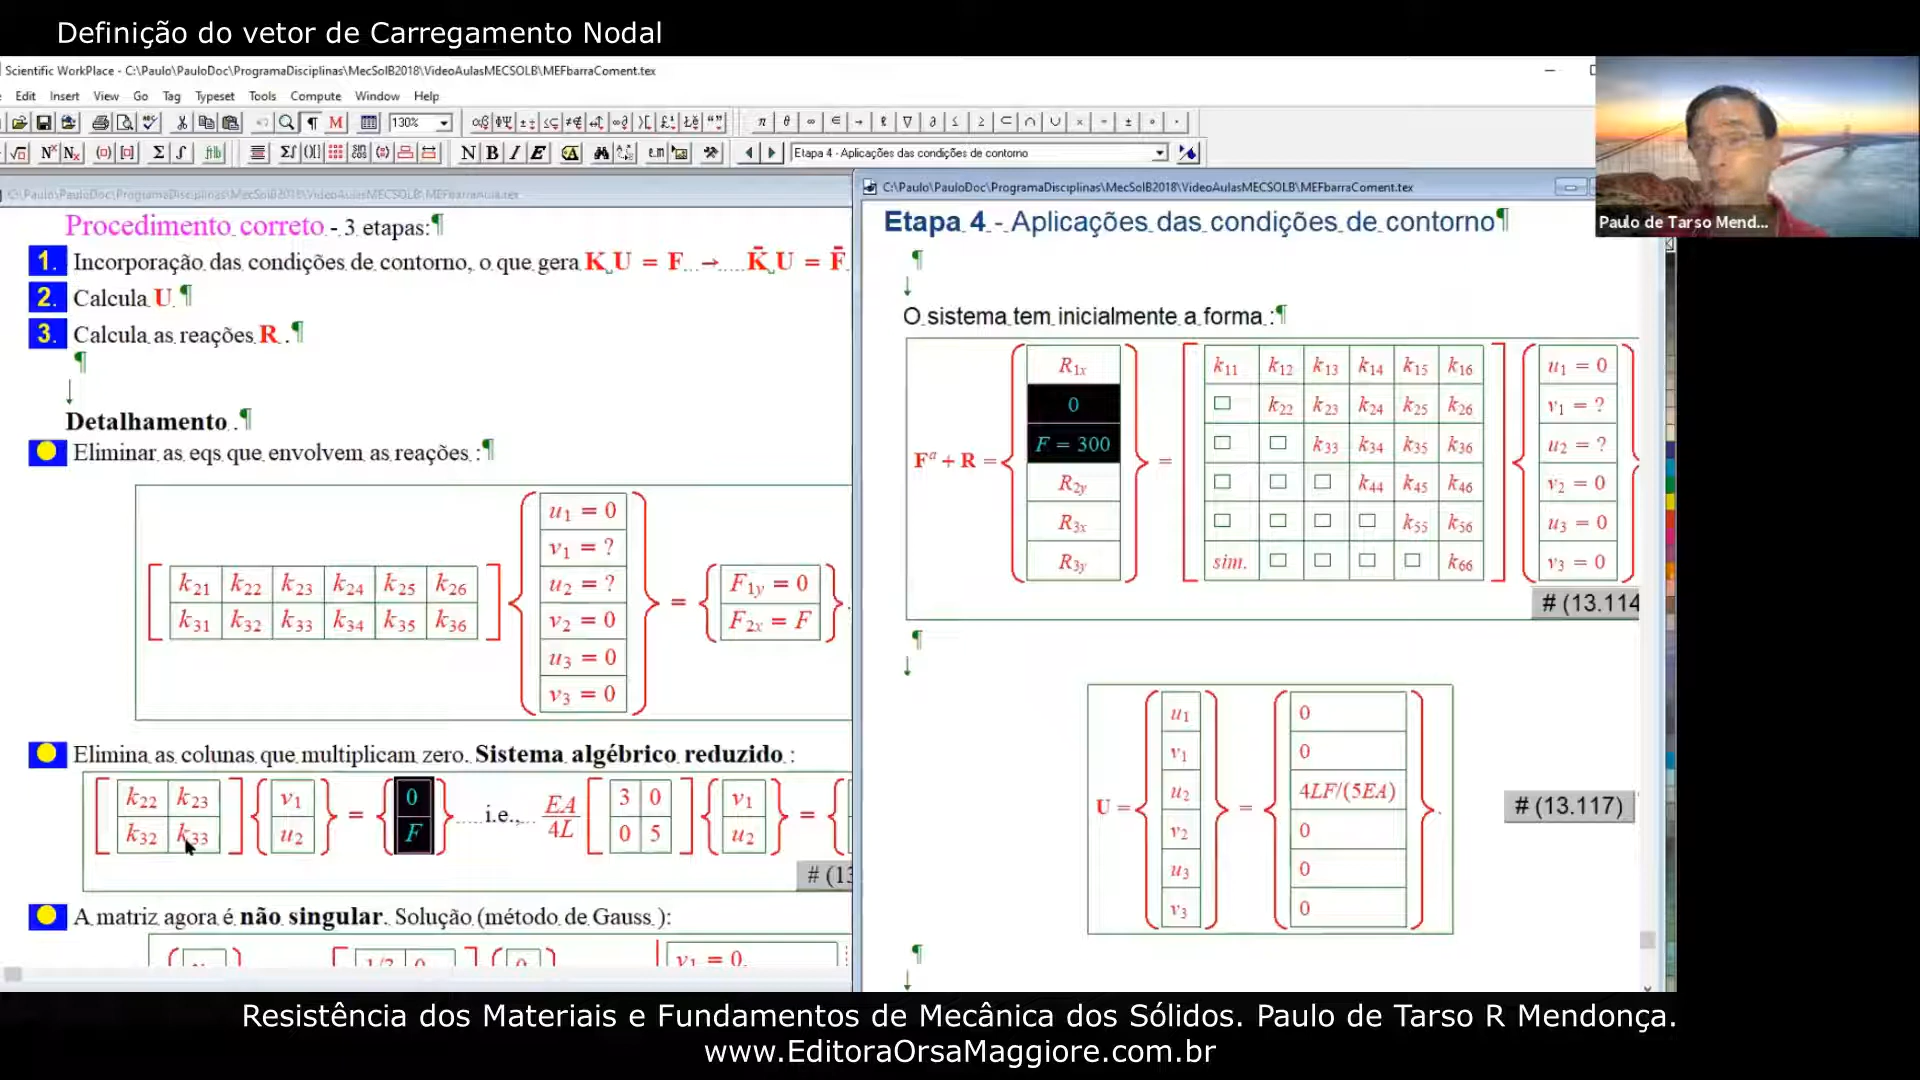 Definição do vetor de Carregamento Nodal
Scientific WorkPlace - C:\Paulo\PauloDoc\ProgramaDisciplinas\MecSolB2018\VideoAulasMECSOLB\MEFbarraComent.tex
Edit Insert View Go Tag Typeset Tools Compute Window Help
130%
Etapa 4 - Aplicações das condições de contorno
Procedimento correto - 3 etapas:¶
1. Incorporação das condições de contorno, o que gera K U = F → K̄ U = F̄
2. Calcula U. ¶
3. Calcula as reações R .¶
¶
↓
Detalhamento .¶
Eliminar as eqs que envolvem as reações :¶
[ k21 k22 k23 k24 k25 k26
k31 k32 k33 k34 k35 k36 ]
{ u1 = 0
v1 = ?
u2 = ?
v2 = 0
u3 = 0
v3 = 0 }
= { F1y = 0
F2x = F } .
Elimina as colunas que multiplicam zero. Sistema algébrico reduzido :
[ k22 k23 ] { v1 } = { 0 } i.e., EA [ 3 0 ] { v1 } = {
[ k32 k33 ] { u2 } { F } 4L [ 0 5 ] { u2 }
# (13
A matriz agora é não singular. Solução (método de Gauss ):
v1 = 0,
C:\Paulo\PauloDoc\ProgramaDisciplinas\MecSolB2018\VideoAulasMECSOLB\MEFbarraComent.tex
Etapa 4 - Aplicações das condições de contorno¶
¶
↓
O sistema tem inicialmente a forma :¶
R1x k11 k12 k13 k14 k15 k16 u1 = 0
0 □ k22 k23 k24 k25 k26 v1 = ?
F = 300 □ □ k33 k34 k35 k36 u2 = ?
Fᵃ + R = { } = [ ] { }
R2y □ □ □ k44 k45 k46 v2 = 0
R3x □ □ □ □ k55 k56 u3 = 0
R3y sim. □ □ □ □ k66 v3 = 0
# (13.114
¶
↓
u1 0
v1 0
u2 4LF/(5EA)
U = { } = { } . # (13.117)
v2 0
u3 0
v3 0
¶
↓
Paulo de Tarso Mend...
Resistência dos Materiais e Fundamentos de Mecânica dos Sólidos. Paulo de Tarso R Mendonça.
www.EditoraOrsaMaggiore.com.br